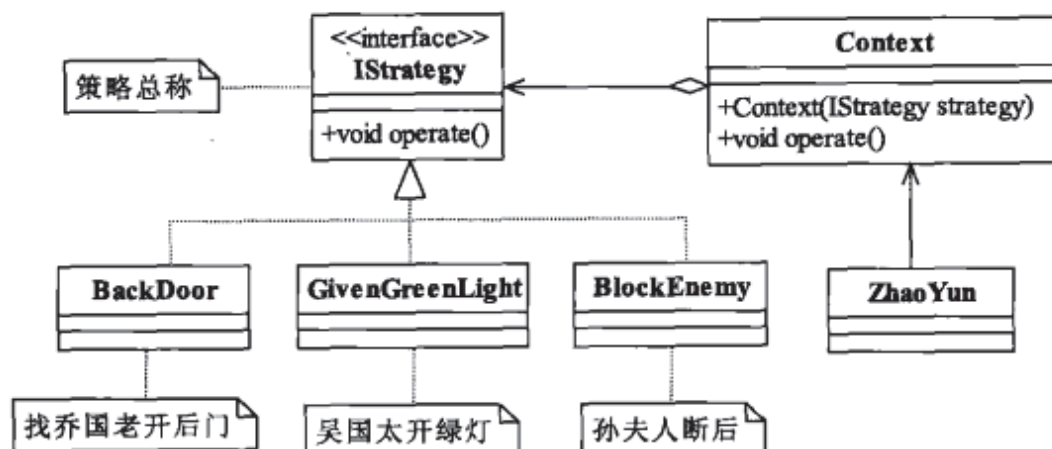 <<interface>>
IStrategy
+void operate()
策略总称
Context
+Context(IStrategy strategy)
+void operate()
BackDoor
GivenGreenLight
BlockEnemy
ZhaoYun
找乔国老开后门
吴国太开绿灯
孙夫人断后